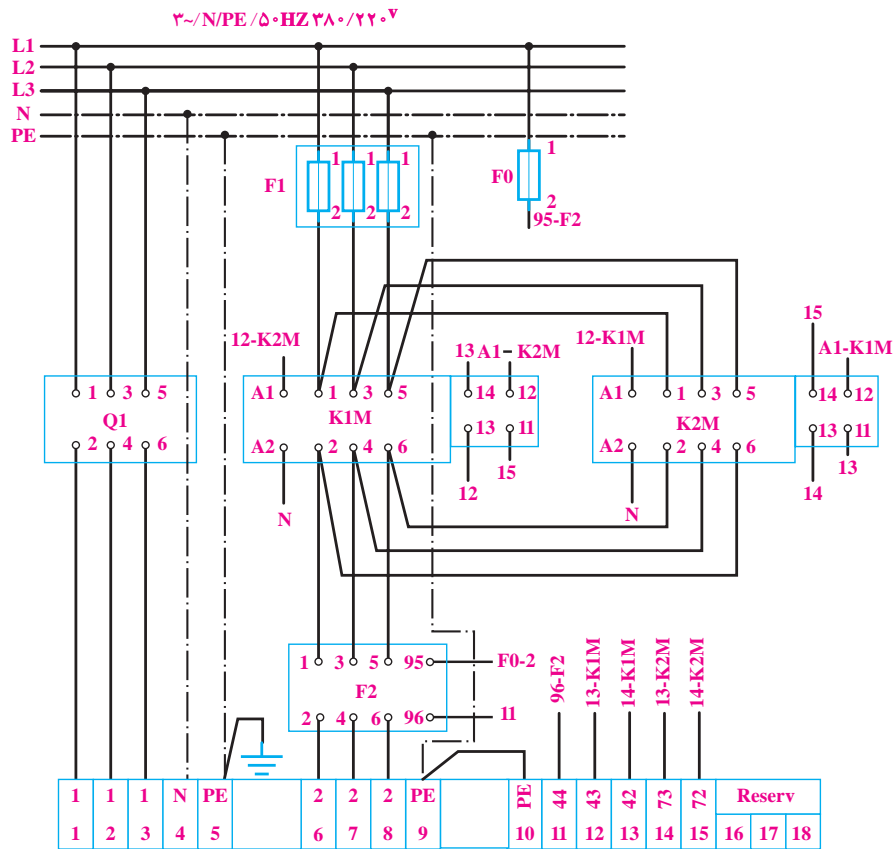 ۳~/N/PE/۵۰HZ ۳۸۰/۲۲۰ᵛ
L1
L2
L3
N
PE
F1
1 1 1
2 2 2
F0
1
2
95-F2
12-K2M
13 A1-K2M
12-K1M
15
A1-K1M
1 3 5
Q1
2 4 6
A1 1 3 5
K1M
A2 2 4 6
14 12
13 11
N
12
15
A1 1 3 5
K2M
A2 2 4 6
14 12
13 11
N
14
13
1 3 5 95
F2
2 4 6 96
F0-2
11
96-F2
13-K1M
14-K1M
13-K2M
14-K2M
1 1 1 N PE 2 2 2 PE PE 44 43 42 73 72 Reserv
1 2 3 4 5 6 7 8 9 10 11 12 13 14 15 16 17 18